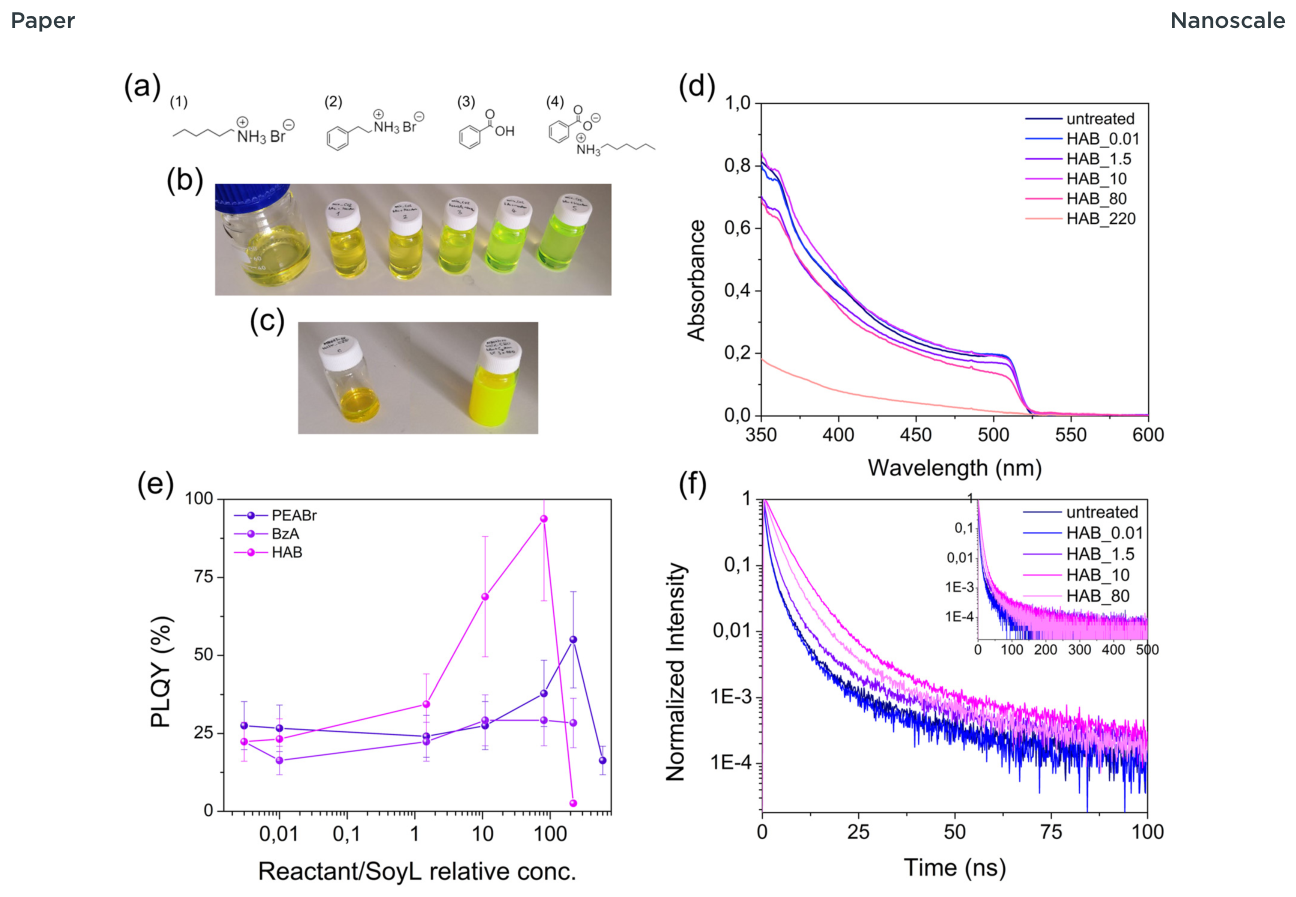 Paper
Nanoscale
(a)
(1)
(2)
(3)
(4)
NH3 Br
⊕
⊖
NH3 Br
⊕
⊖
O
OH
O
O
⊖
⊕
NH3
(b)
(c)
(d)
1,0
0,8
0,6
0,4
0,2
0,0
Absorbance
untreated
HAB_0.01
HAB_1.5
HAB_10
HAB_80
HAB_220
350
400
450
500
550
600
Wavelength (nm)
(e)
100
75
50
25
0
PLQY (%)
PEABr
BzA
HAB
0,01
0,1
1
10
100
Reactant/SoyL relative conc.
(f)
1
0,1
0,01
1E-3
1E-4
Normalized Intensity
1
0,1
0,01
1E-3
1E-4
untreated
HAB_0.01
HAB_1.5
HAB_10
HAB_80
0
100
200
300
400
500
0
25
50
75
100
Time (ns)